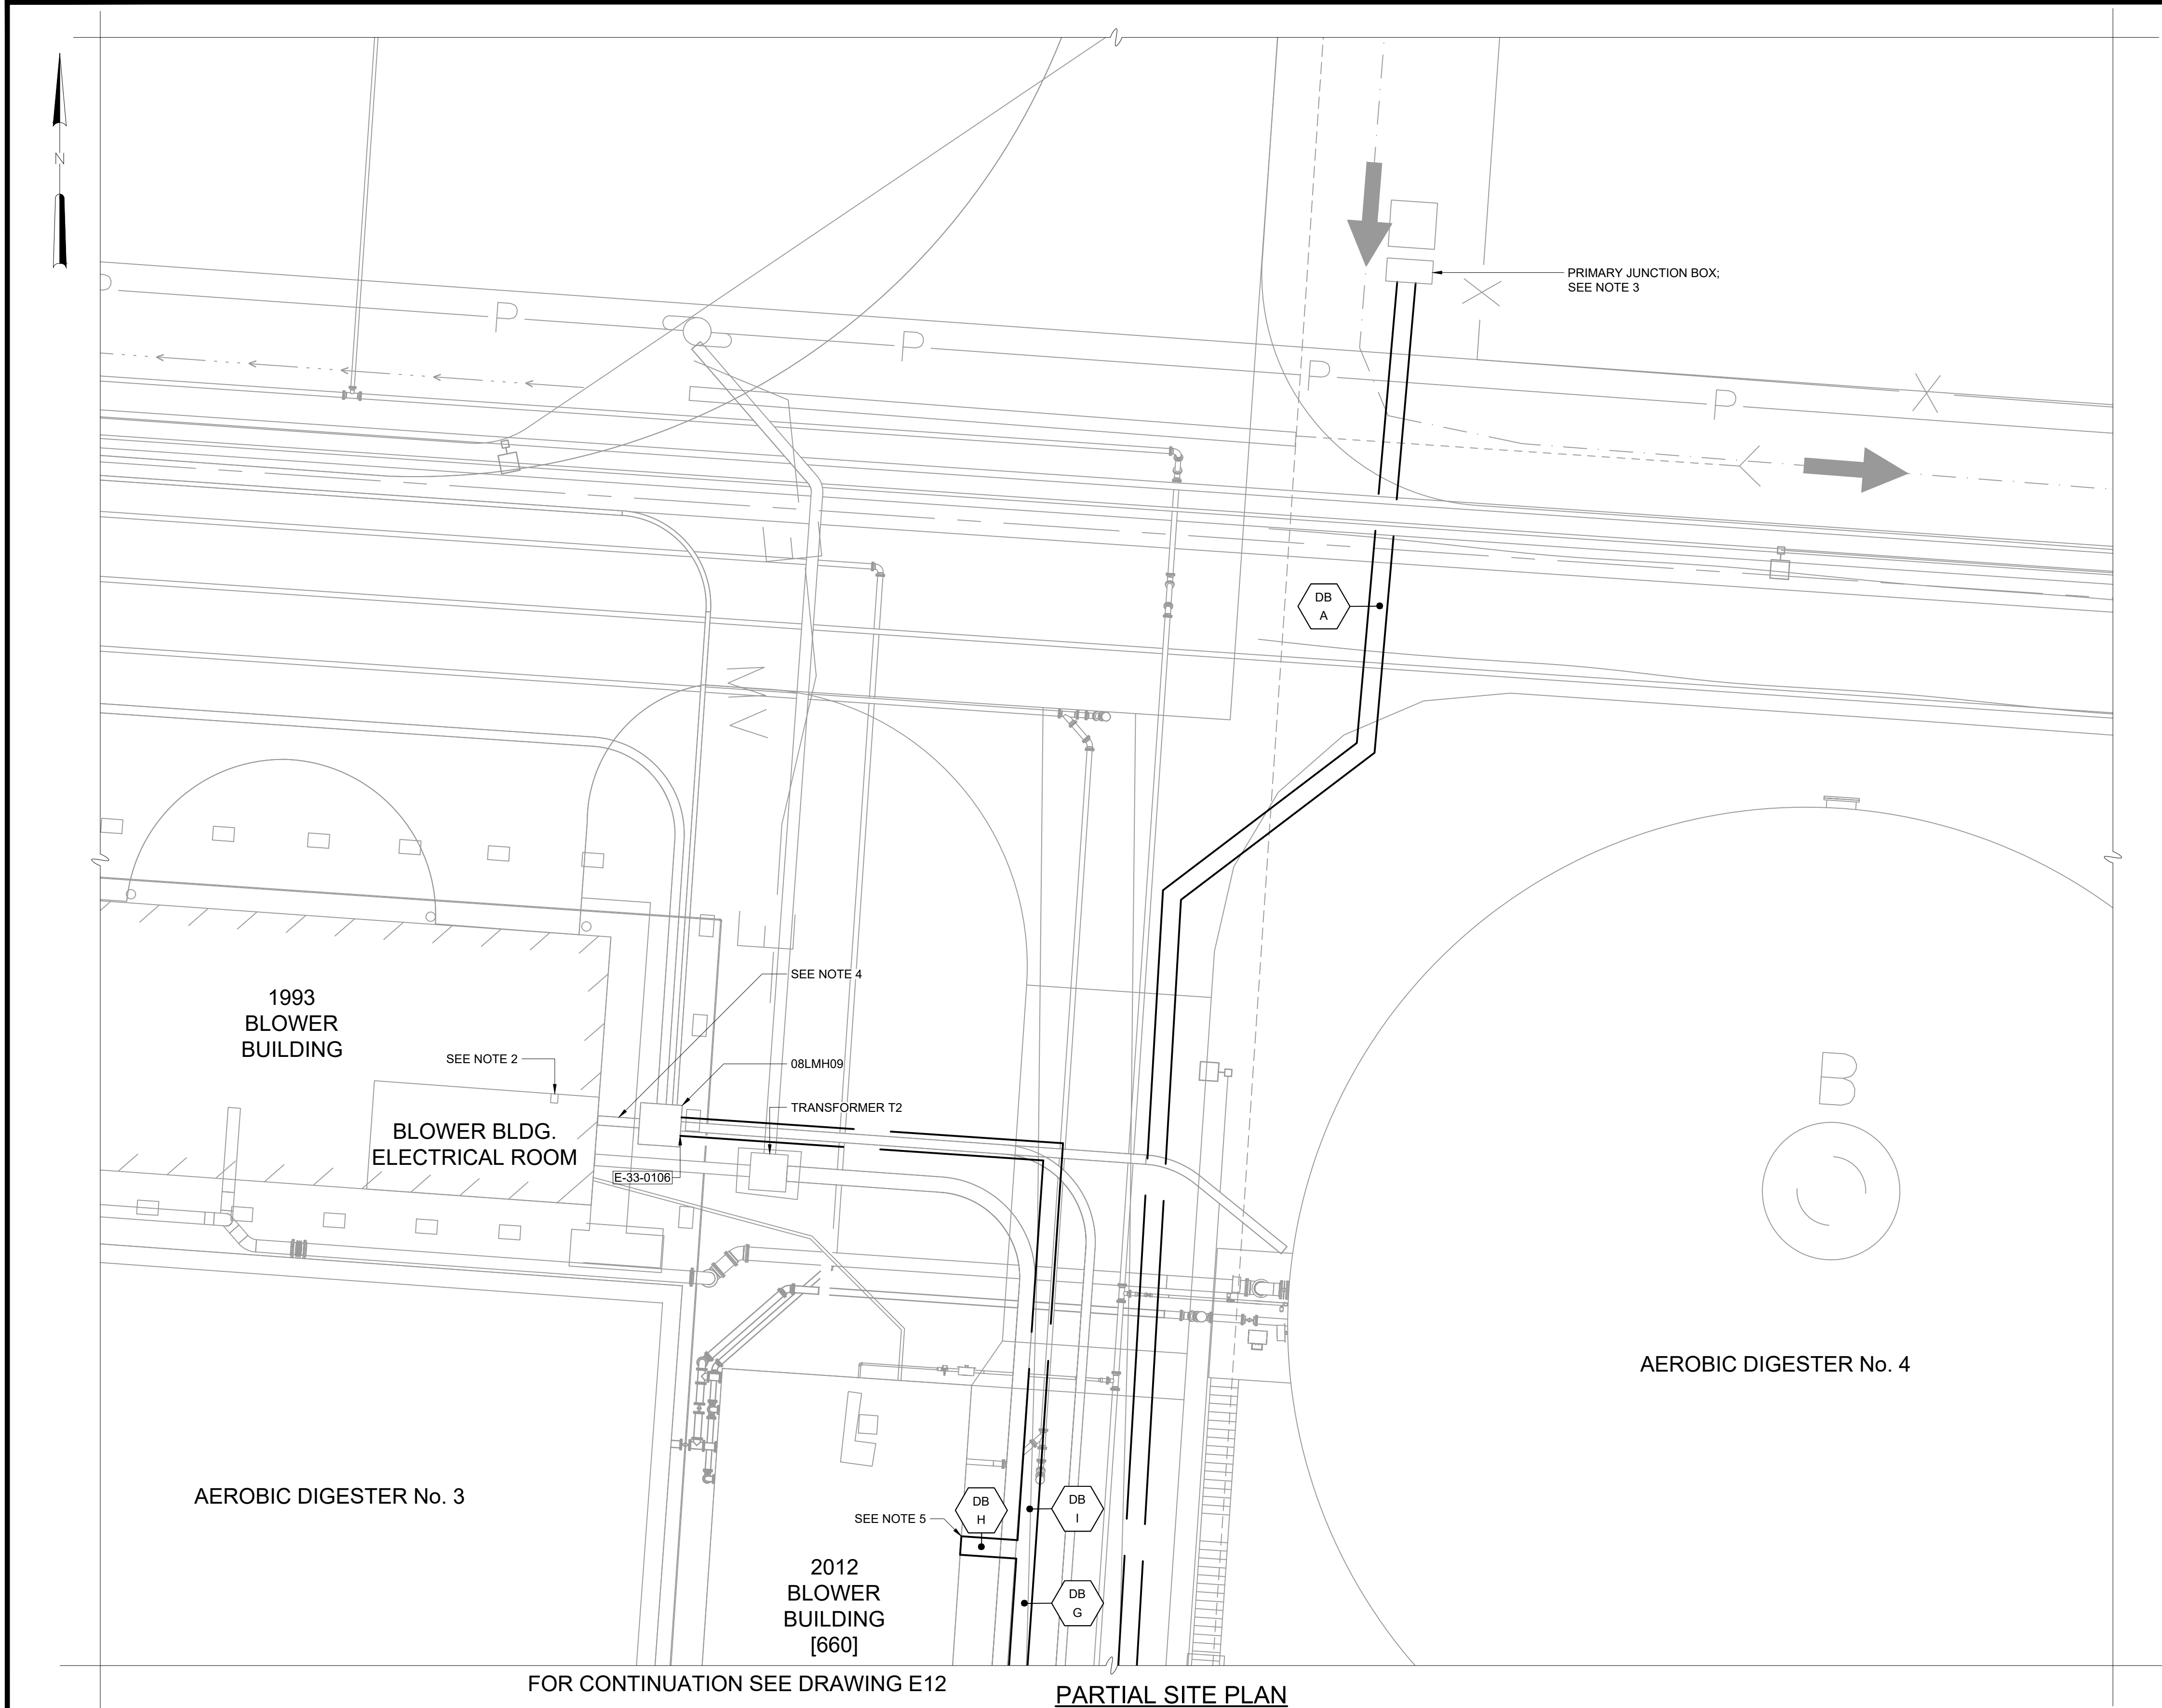 N
PRIMARY JUNCTION BOX;
SEE NOTE 3
P
P
P
P
DB
A
SEE NOTE 4
1993
BLOWER
BUILDING
SEE NOTE 2
08LMH09
TRANSFORMER T2
BLOWER BLDG.
ELECTRICAL ROOM
E-33-0106
B
AEROBIC DIGESTER No. 4
AEROBIC DIGESTER No. 3
DB
H
DB
I
SEE NOTE 5
2012
BLOWER
BUILDING
[660]
DB
G
FOR CONTINUATION SEE DRAWING E12
PARTIAL SITE PLAN